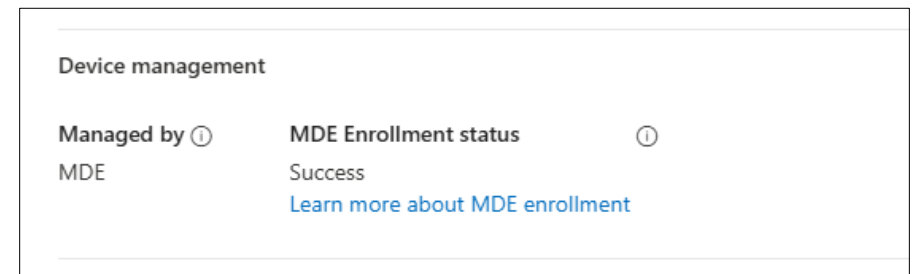 Device management
Managed by
MDE Enrollment status
MDE
Success
Learn more about MDE enrollment